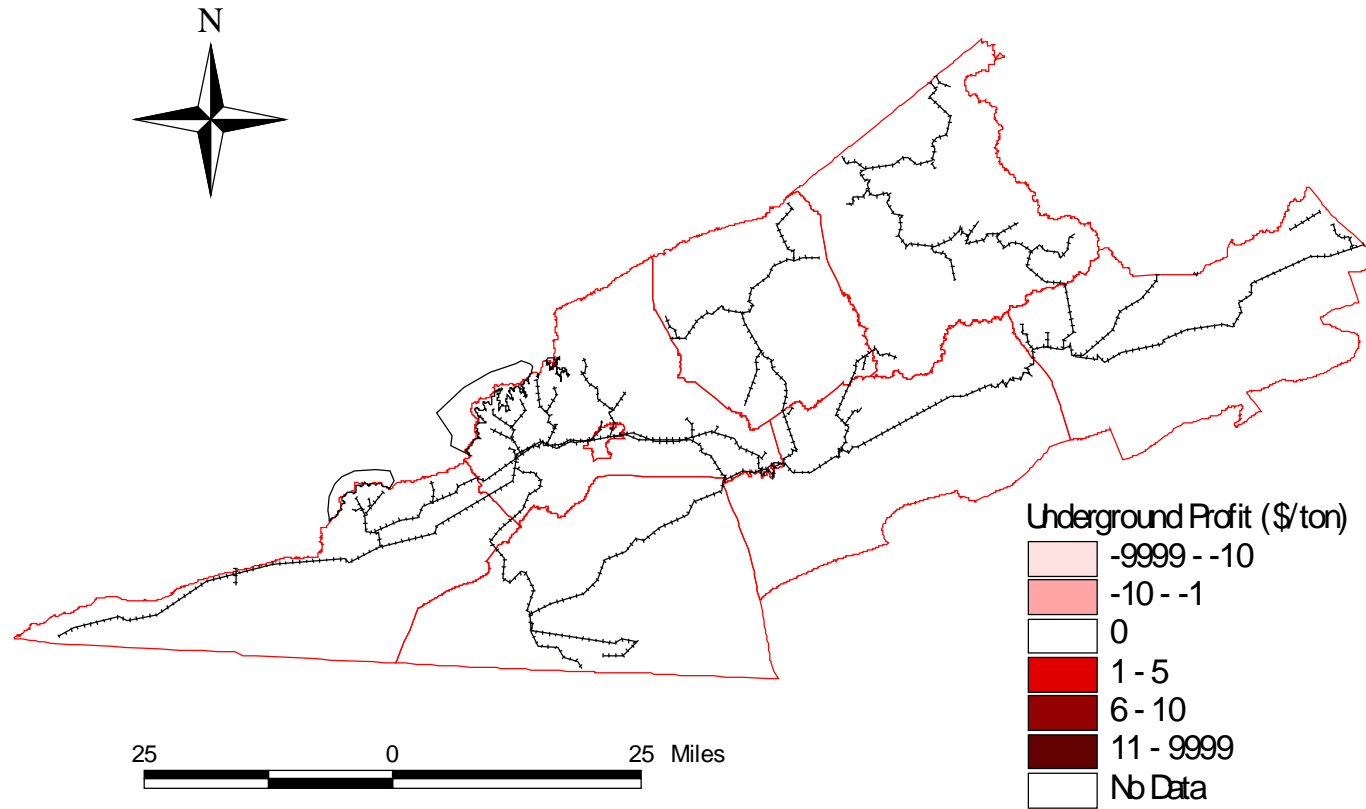 N
Underground Profit ($/ton)
-9999 - -10
-10 - -1
0
1 - 5
6 - 10
11 - 9999
No Data
25 0 25 Miles